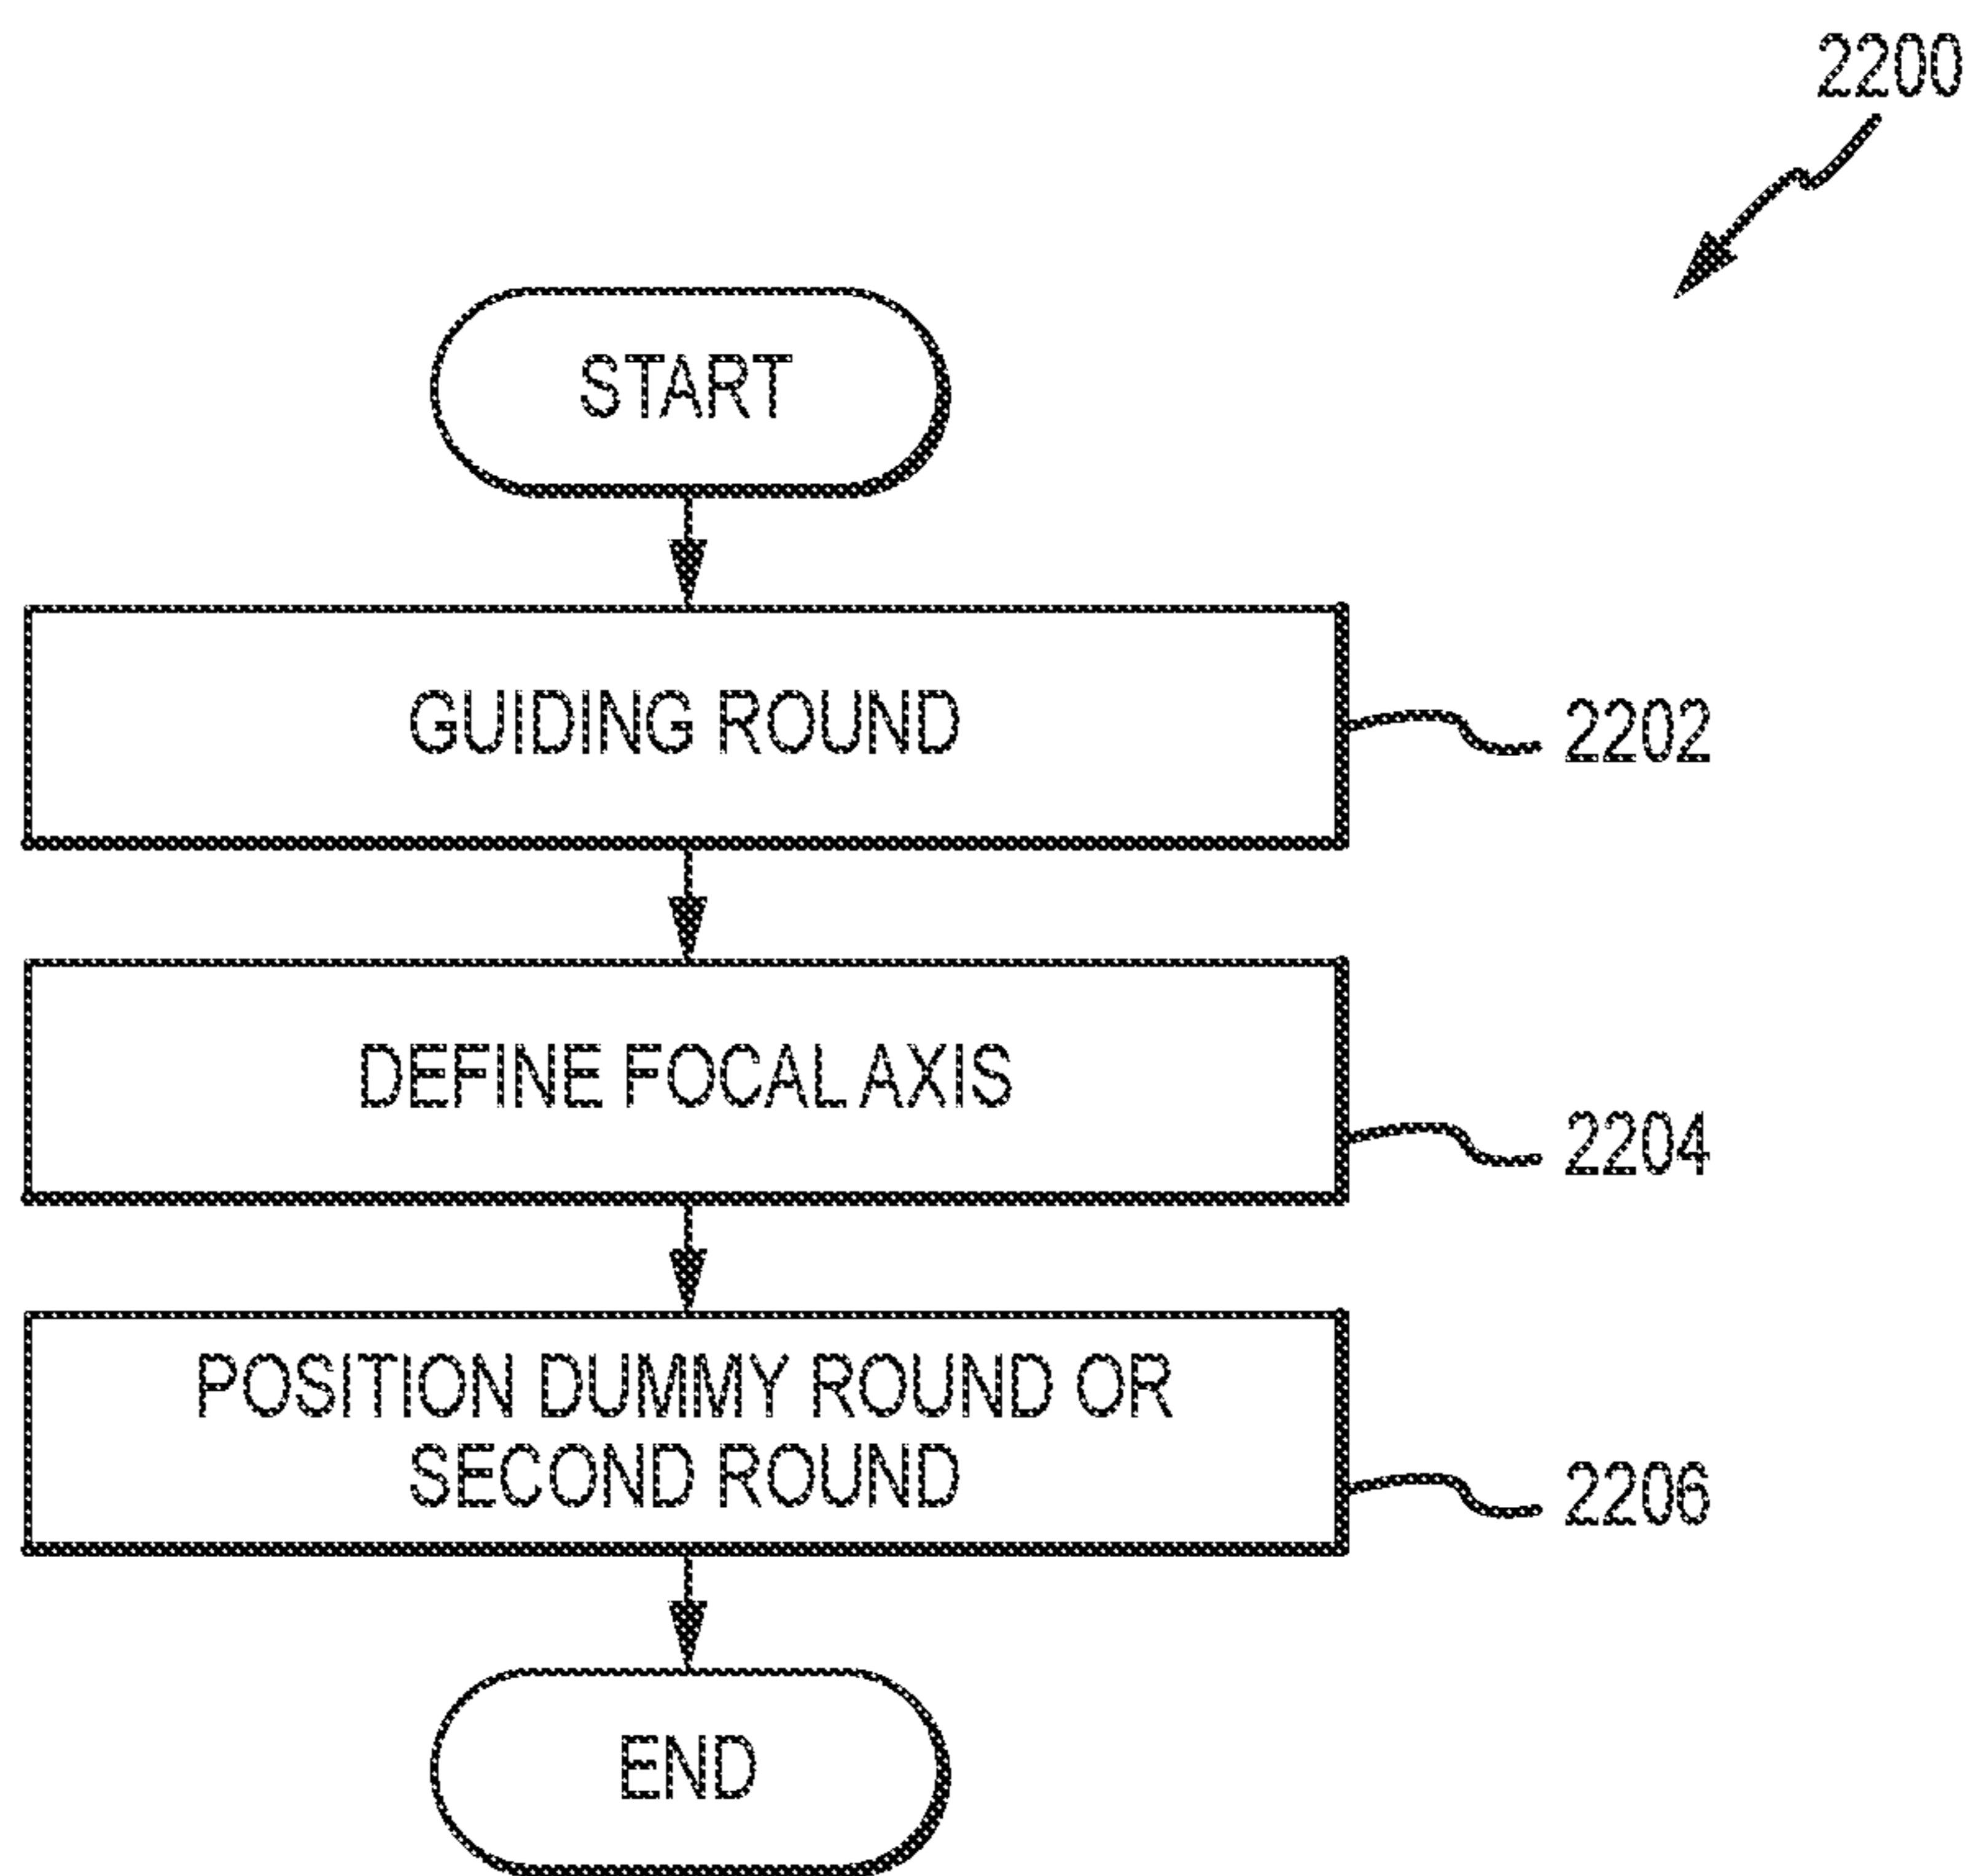 2200
START
GUIDING ROUND
2202
DEFINE FOCAL AXIS
2204
POSITION DUMMY ROUND OR
SECOND ROUND
2206
END